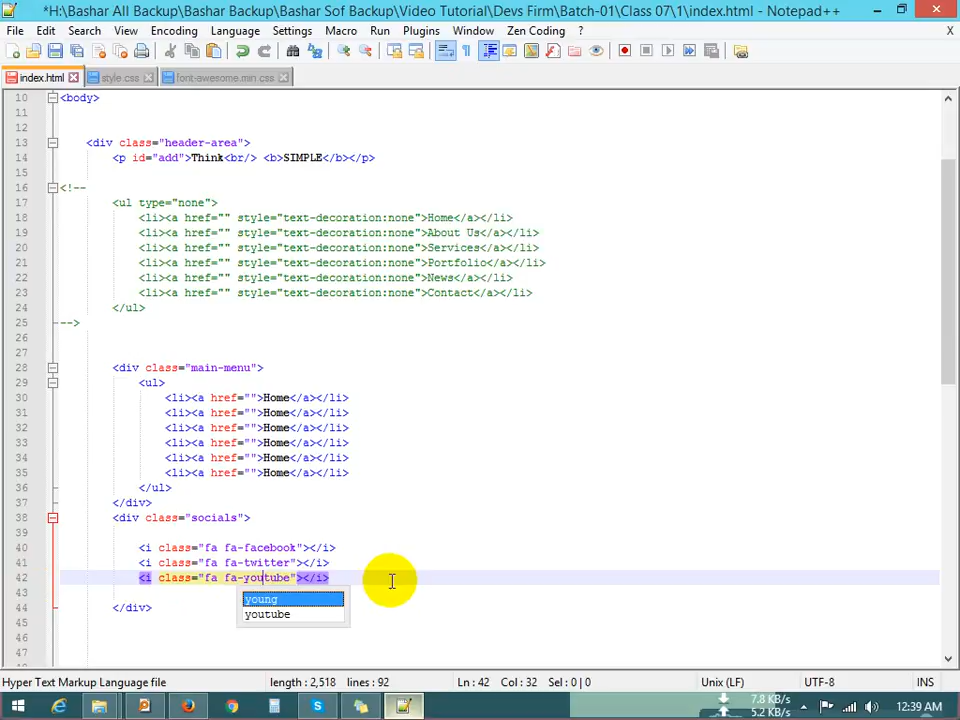 *H:\Bashar All Backup\Bashar Backup\Bashar Sof Backup\Video Tutorial\Devs Firm\Batch-01\Class 07\1\index.html - Notepad++
File Edit Search View Encoding Language Settings Macro Run Plugins Window Zen Coding ? X
index.html style.css font-awesome.min.css
10 <body>
11
12
13 <div class="header-area">
14 <p id="add">Think<br/> <b>SIMPLE</b></p>
15
16 <!--
17 <ul type="none">
18 <li><a href="" style="text-decoration:none">Home</a></li>
19 <li><a href="" style="text-decoration:none">About Us</a></li>
20 <li><a href="" style="text-decoration:none">Services</a></li>
21 <li><a href="" style="text-decoration:none">Portfolio</a></li>
22 <li><a href="" style="text-decoration:none">News</a></li>
23 <li><a href="" style="text-decoration:none">Contact</a></li>
24 </ul>
25 -->
26
27
28 <div class="main-menu">
29 <ul>
30 <li><a href="">Home</a></li>
31 <li><a href="">Home</a></li>
32 <li><a href="">Home</a></li>
33 <li><a href="">Home</a></li>
34 <li><a href="">Home</a></li>
35 <li><a href="">Home</a></li>
36 </ul>
37 </div>
38 <div class="socials">
39
40 <i class="fa fa-facebook"></i>
41 <i class="fa fa-twitter"></i>
42 <i class="fa fa-youtube"></i>
43 young
youtube
44 </div>
45
46
47
Hyper Text Markup Language file length : 2,518 lines : 92 Ln : 42 Col : 32 Sel : 0 | 0 Unix (LF) UTF-8 INS
7.8 KB/s
5.2 KB/s
12:39 AM